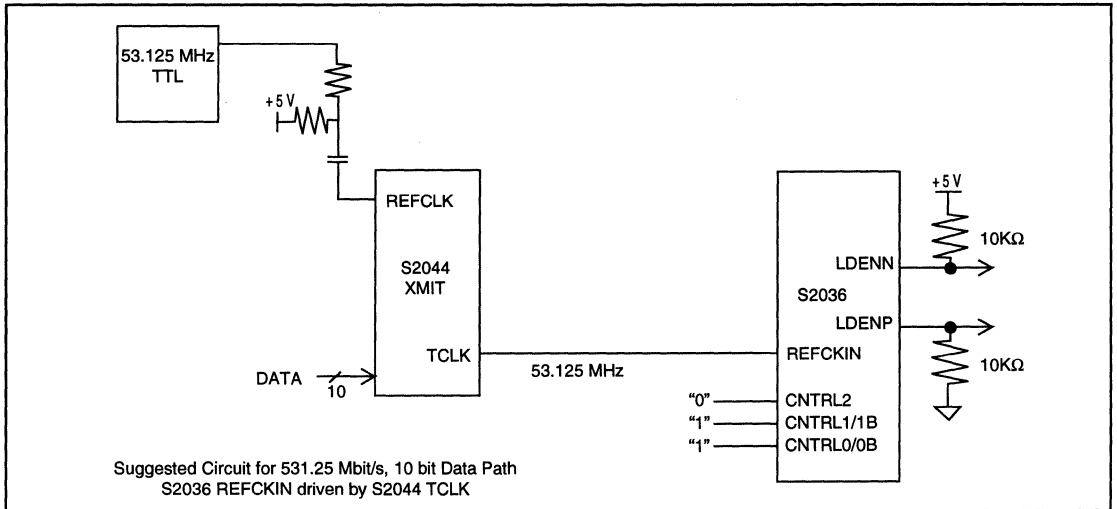 53.125 MHz
TTL
+5 V
REFCLK
S2044
XMIT
TCLK
DATA
10
53.125 MHz
+5 V
10KΩ
LDENN
S2036
LDENP
10KΩ
REFCKIN
"0" CNTRL2
"1" CNTRL1/1B
"1" CNTRL0/0B
Suggested Circuit for 531.25 Mbit/s, 10 bit Data Path
S2036 REFCKIN driven by S2044 TCLK